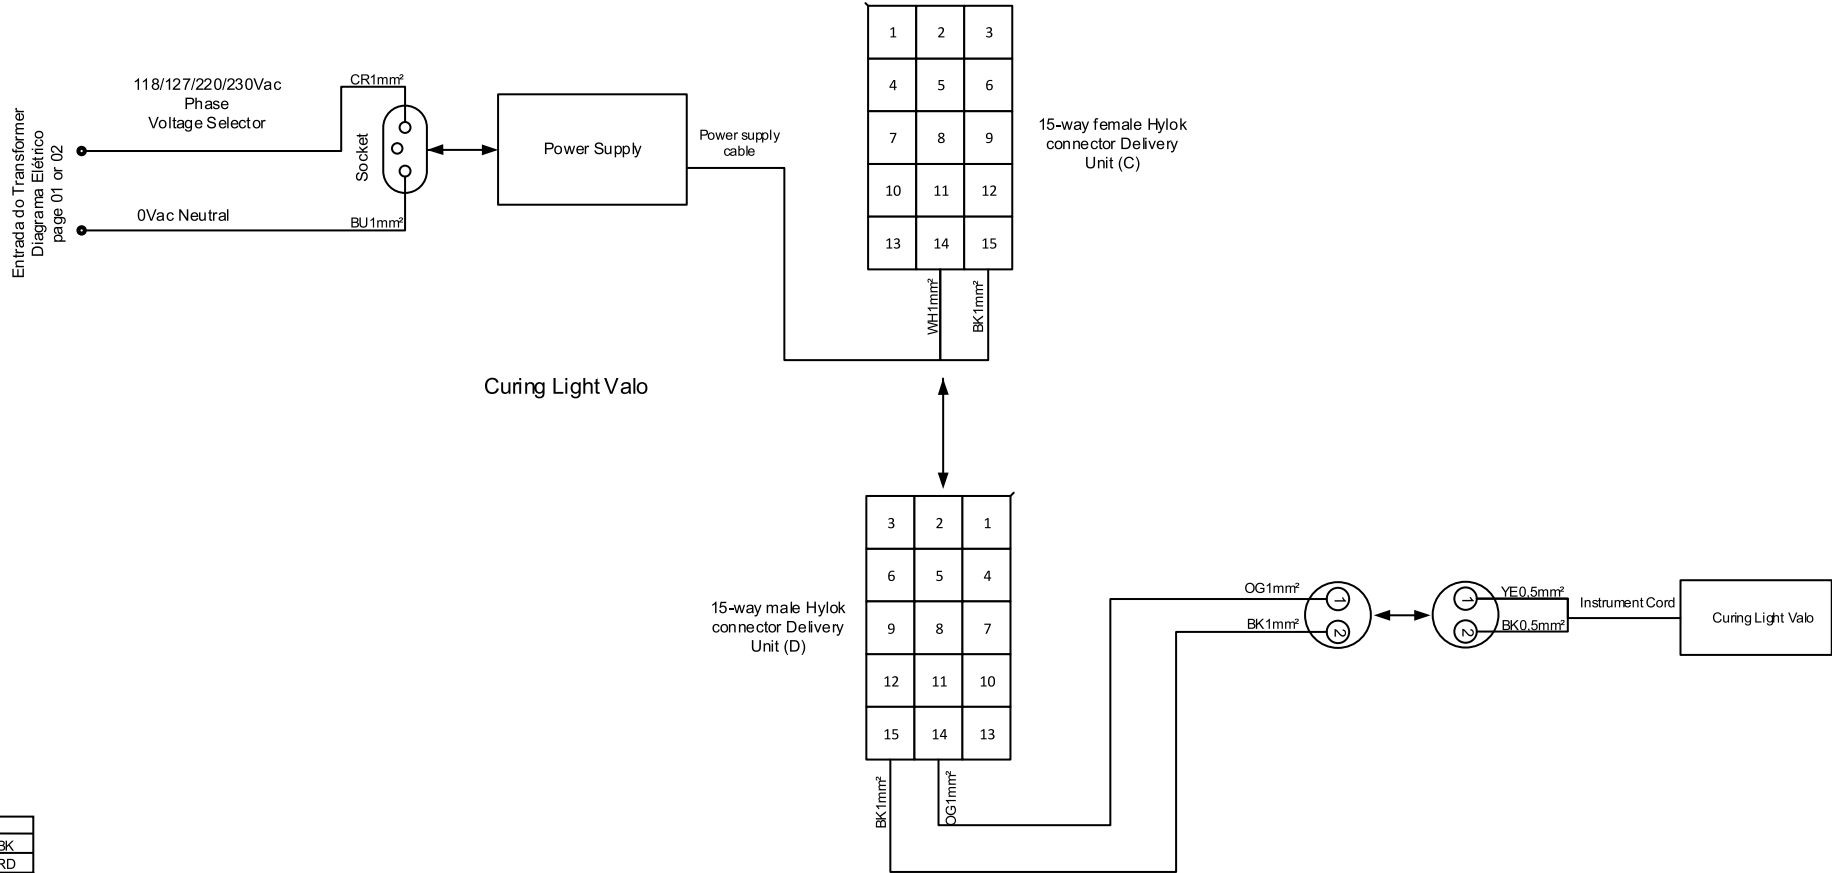 Entrada do Transformer
Diagrama Elétrico
page 01 or 02
118/127/220/230Vac
Phase
Voltage Selector
0Vac Neutral
CR1mm²
BU1mm²
Socket
Power Supply
Power supply
cable
1 2 3
4 5 6
7 8 9
10 11 12
13 14 15
15-way female Hylok
connector Delivery
Unit (C)
WH1mm²
BK1mm²
Curing Light Valo
3 2 1
6 5 4
9 8 7
12 11 10
15 14 13
15-way male Hylok
connector Delivery
Unit (D)
BK1mm²
OG1mm²
OG1mm²
BK1mm²
1
2
1
2
YE0,5mm²
BK0,5mm²
Instrument Cord
Curing Light Valo
BK
RD